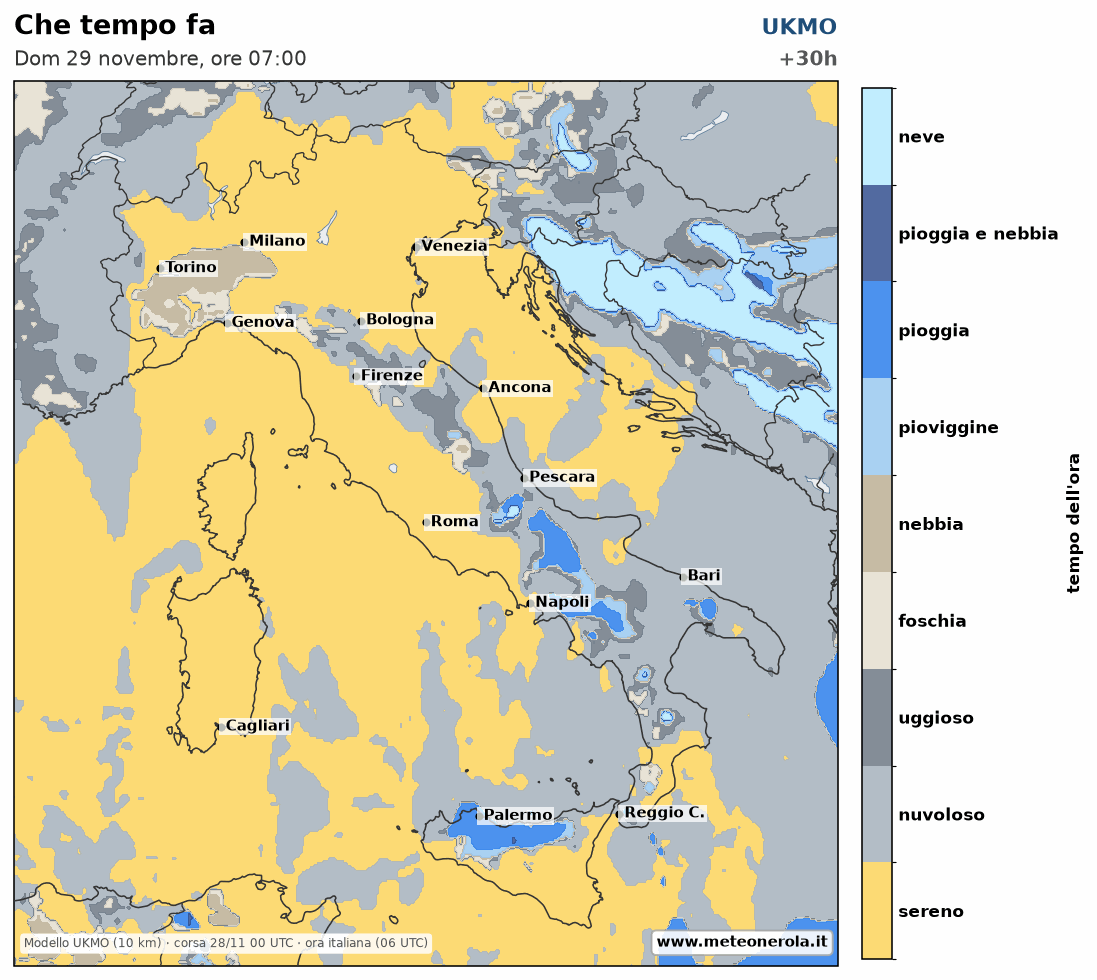 Che tempo fa
UKMO
Dom 29 novembre, ore 07:00
+30h
neve
pioggia e nebbia
pioggia
pioviggine
nebbia
foschia
uggioso
nuvoloso
sereno
tempo dell'ora
Milano
Venezia
Torino
Genova
Bologna
Firenze
Ancona
Pescara
Roma
Bari
Napoli
Cagliari
Palermo
Reggio C.
Modello UKMO (10 km) · corsa 28/11 00 UTC · ora italiana (06 UTC)
www.meteonerola.it